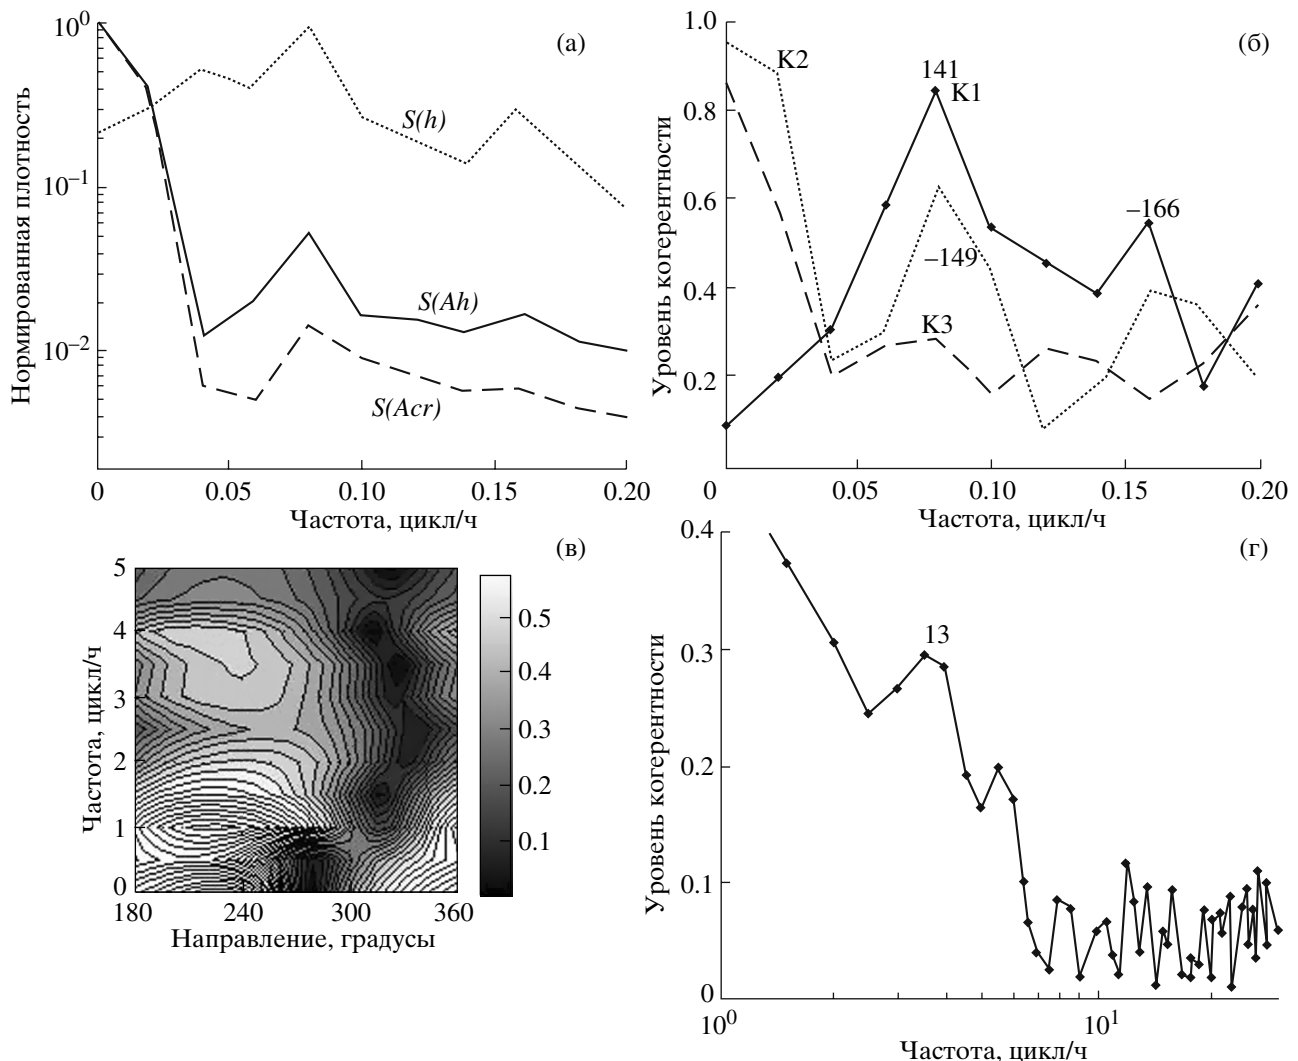 (а)
Нормированная плотность
10⁰
10⁻¹
10⁻²
S(h)
S(Ah)
S(Acr)
0 0.05 0.10 0.15 0.20
Частота, цикл/ч
(б)
Уровень когерентности
1.0
0.8
0.6
0.4
0.2
K2
141
K1
–166
–149
K3
0 0.05 0.10 0.15 0.20
Частота, цикл/ч
(в)
Частота, цикл/ч
5
4
3
2
1
0
0.5
0.4
0.3
0.2
0.1
180 240 300 360
Направление, градусы
(г)
Уровень когерентности
0.4
0.3
0.2
0.1
0
13
10⁰ 10¹
Частота, цикл/ч